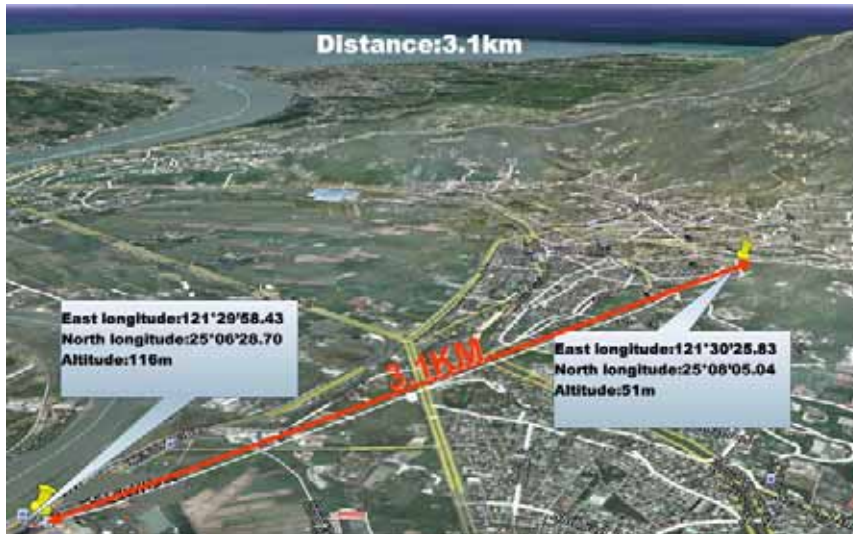 Distance:3.1km
East longitude:121°29'58.43
North longitude:25°06'28.70
Altitude:116m
3.1KM
East longitude:121°30'25.83
North longitude:25°08'05.04
Altitude:51m